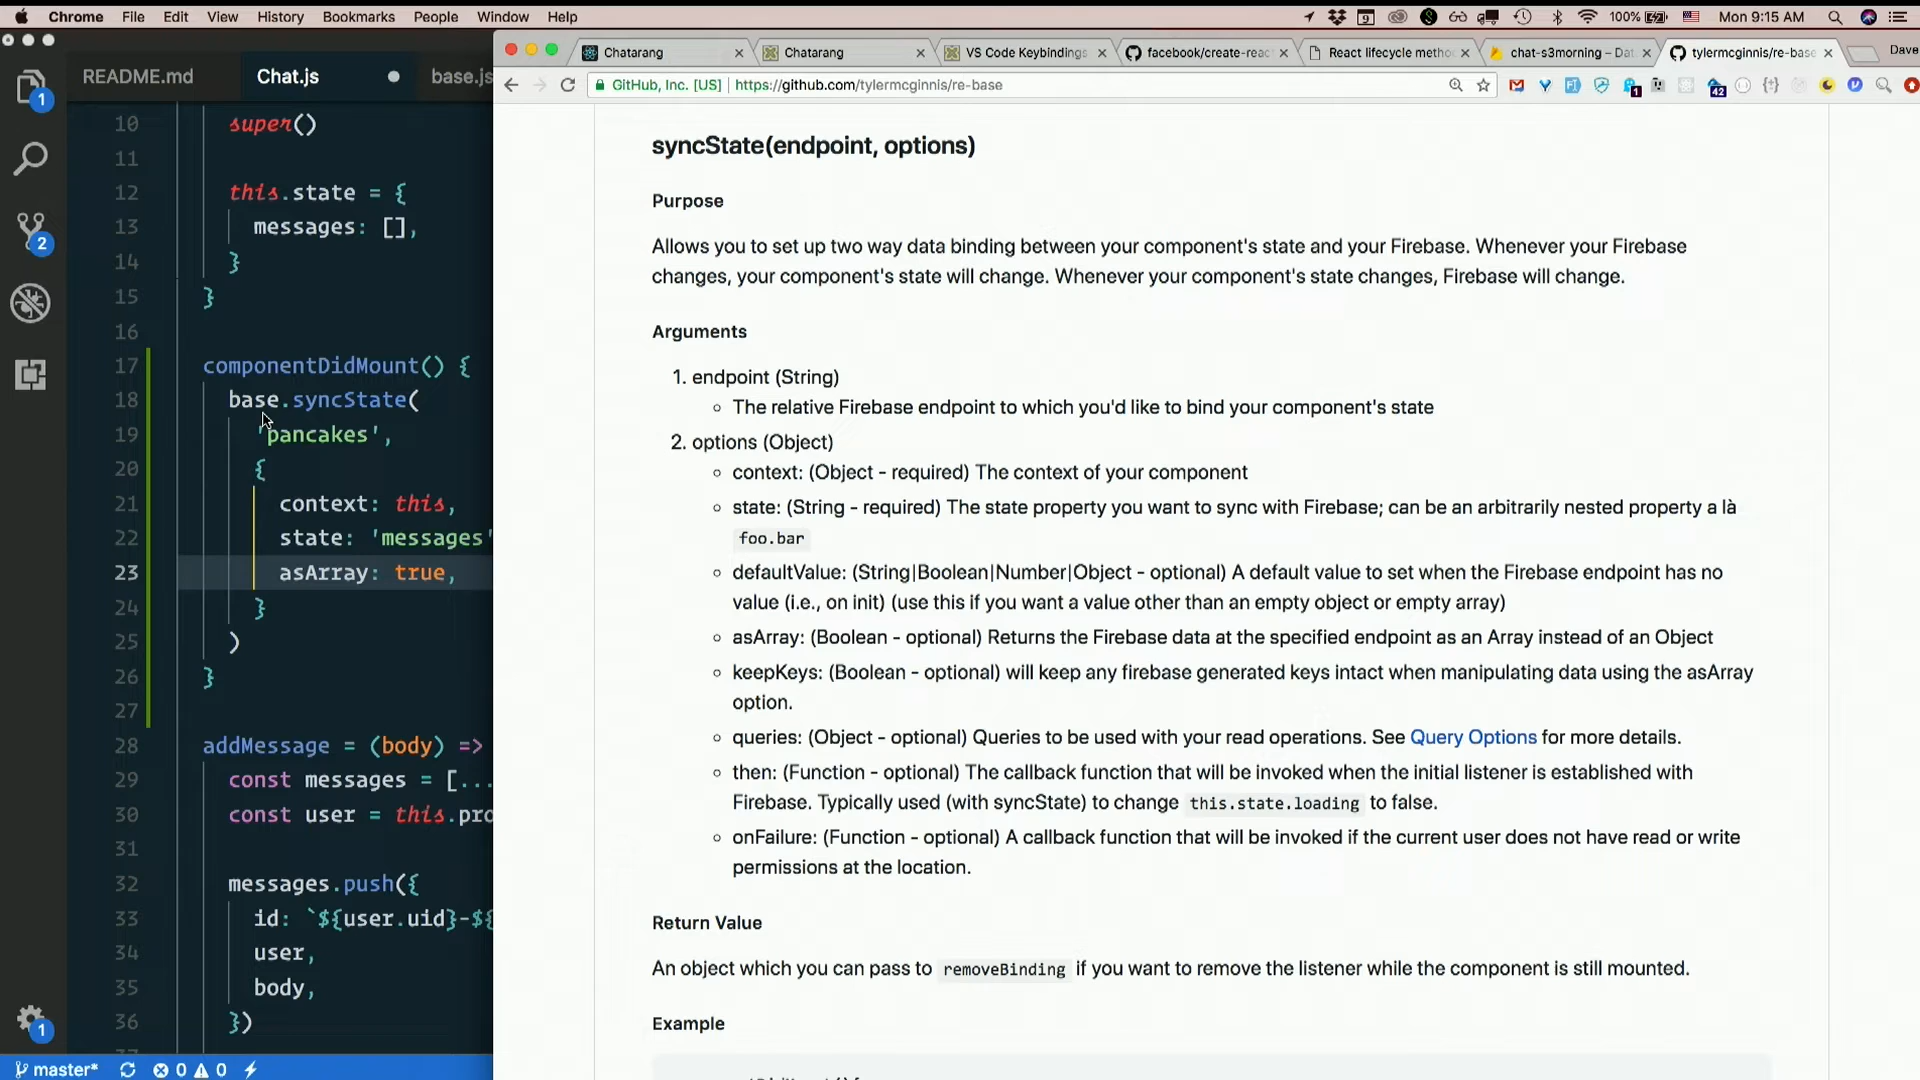 Chrome File Edit View History Bookmarks People Window Help 9 100% Mon 9:15 AM
README.md Chat.js base.js
Chatarang Chatarang VS Code Keybindings facebook/create-reac React lifecycle metho chat-s3morning – Dat tylermcginnis/re-base Dave
GitHub, Inc. [US] https://github.com/tylermcginnis/re-base 1 42
1
2
1
10 super()
11
12 this.state = {
13 messages: [],
14 }
15 }
16
17 componentDidMount() {
18 base.syncState(
19 'pancakes',
20 {
21 context: this,
22 state: 'messages'
23 asArray: true,
24 }
25 )
26 }
27
28 addMessage = (body) =>
29 const messages = [...
30 const user = this.pro
31
32 messages.push({
33 id: `${user.uid}-${
34 user,
35 body,
36 })
master* 0 0
syncState(endpoint, options)
Purpose
Allows you to set up two way data binding between your component's state and your Firebase. Whenever your Firebase
changes, your component's state will change. Whenever your component's state changes, Firebase will change.
Arguments
1. endpoint (String)
The relative Firebase endpoint to which you'd like to bind your component's state
2. options (Object)
context: (Object - required) The context of your component
state: (String - required) The state property you want to sync with Firebase; can be an arbitrarily nested property a là
foo.bar
defaultValue: (String|Boolean|Number|Object - optional) A default value to set when the Firebase endpoint has no
value (i.e., on init) (use this if you want a value other than an empty object or empty array)
asArray: (Boolean - optional) Returns the Firebase data at the specified endpoint as an Array instead of an Object
keepKeys: (Boolean - optional) will keep any firebase generated keys intact when manipulating data using the asArray
option.
queries: (Object - optional) Queries to be used with your read operations. See Query Options for more details.
then: (Function - optional) The callback function that will be invoked when the initial listener is established with
Firebase. Typically used (with syncState) to change this.state.loading to false.
onFailure: (Function - optional) A callback function that will be invoked if the current user does not have read or write
permissions at the location.
Return Value
An object which you can pass to removeBinding if you want to remove the listener while the component is still mounted.
Example